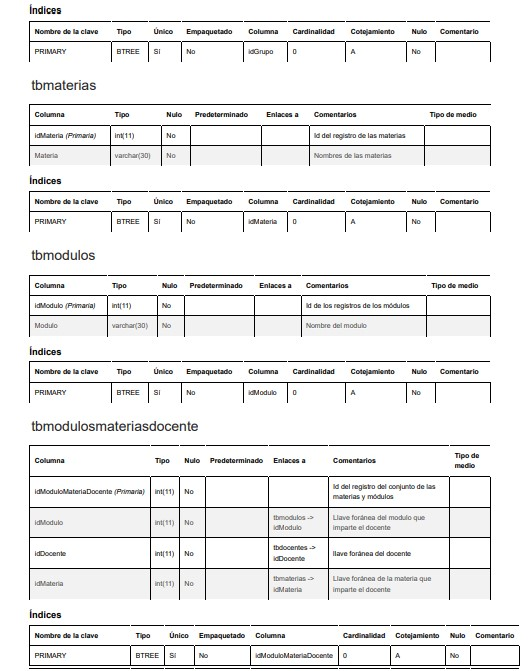 Índices
Nombre de la clave Tipo Único Empaquetado Columna Cardinalidad Cotejamiento Nulo Comentario
PRIMARY BTREE Sí No idGrupo 0 A No
tbmaterias
Columna Tipo Nulo Predeterminado Enlaces a Comentarios Tipo de medio
idMateria (Primaria) int(11) No Id del registro de las materias
Materia varchar(30) No Nombres de las materias
Índices
Nombre de la clave Tipo Único Empaquetado Columna Cardinalidad Cotejamiento Nulo Comentario
PRIMARY BTREE Sí No idMateria 0 A No
tbmodulos
Columna Tipo Nulo Predeterminado Enlaces a Comentarios Tipo de medio
idModulo (Primaria) int(11) No Id de los registros de los módulos
Modulo varchar(30) No Nombre del modulo
Índices
Nombre de la clave Tipo Único Empaquetado Columna Cardinalidad Cotejamiento Nulo Comentario
PRIMARY BTREE Sí No idModulo 0 A No
tbmodulosmateriasdocente
Columna Tipo Nulo Predeterminado Enlaces a Comentarios Tipo de
medio
idModuloMateriaDocente (Primaria) int(11) No Id del registro del conjunto de las
materias y módulos
idModulo int(11) No tbmodulos -> Llave foránea del modulo que
idModulo imparte el docente
idDocente int(11) No tbdocentes -> llave foránea del docente
idDocente
idMateria int(11) No tbmaterias -> Llave foránea de la materia que
idMateria imparte el docente
Índices
Nombre de la clave Tipo Único Empaquetado Columna Cardinalidad Cotejamiento Nulo Comentario
PRIMARY BTREE Sí No idModuloMateriaDocente 0 A No